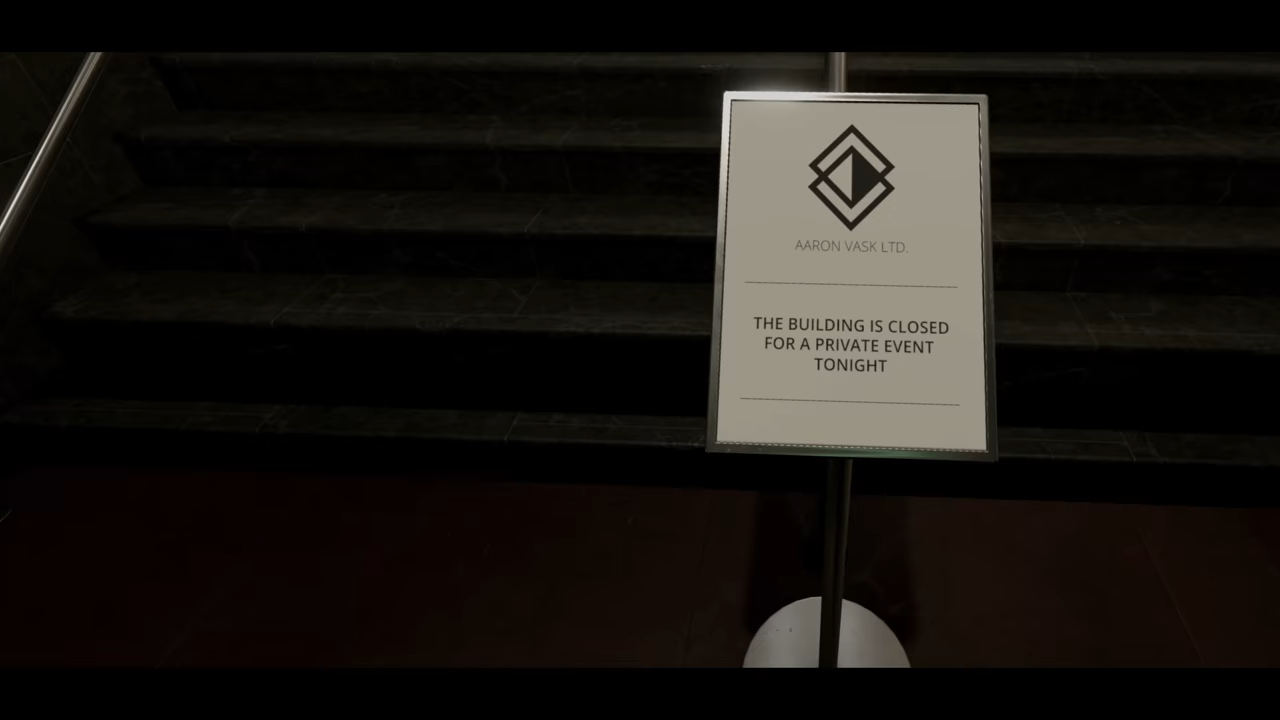 AARON VASK LTD.
THE BUILDING IS CLOSED
FOR A PRIVATE EVENT
TONIGHT